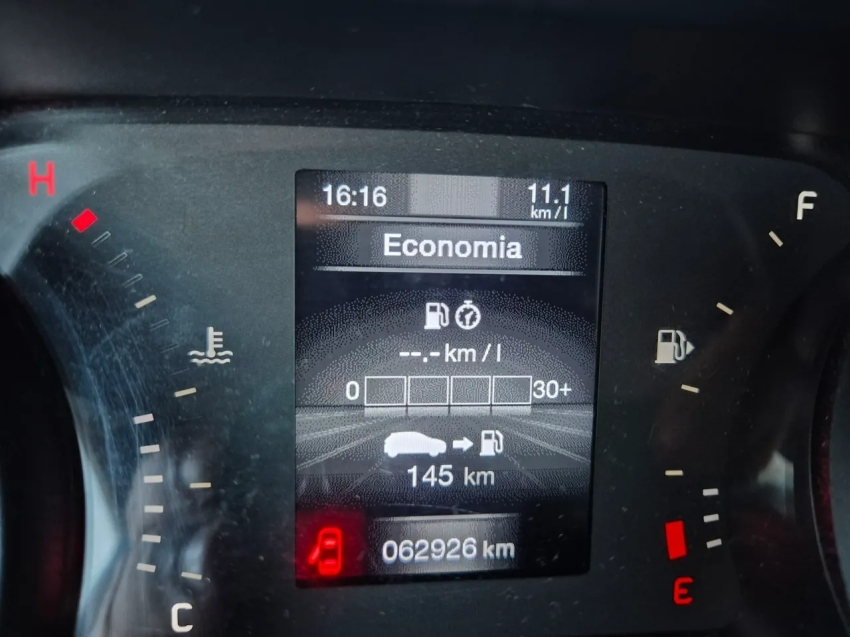 H
F
16:16
11.1
km/l
Economia
--.-km/l
0
30+
145 km
062926 km
C
E